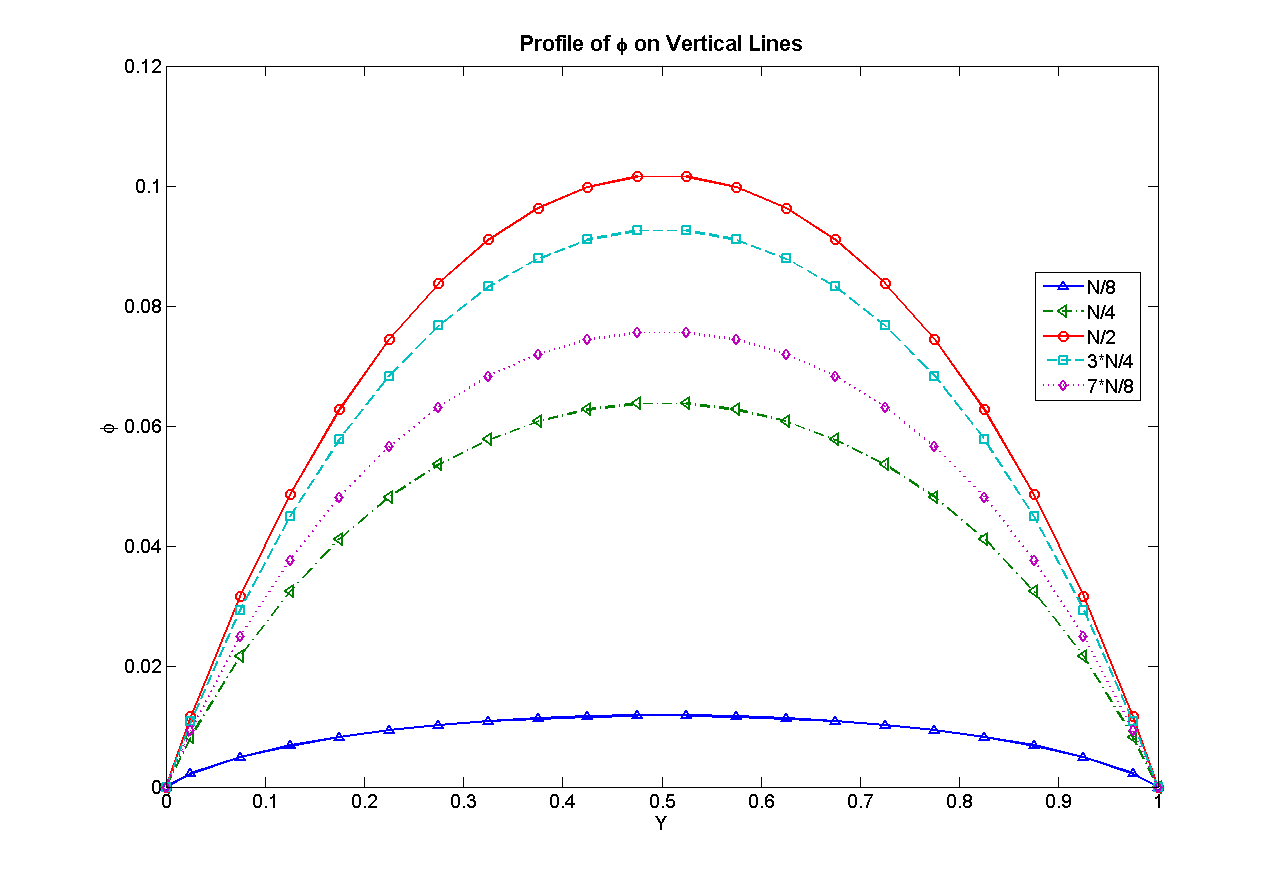 Profile of ϕ on Vertical Lines
0.12
0.1
0.08
0.06
0.04
0.02
0
ϕ
N/8
N/4
N/2
3*N/4
7*N/8
0 0.1 0.2 0.3 0.4 0.5 0.6 0.7 0.8 0.9 1
Y